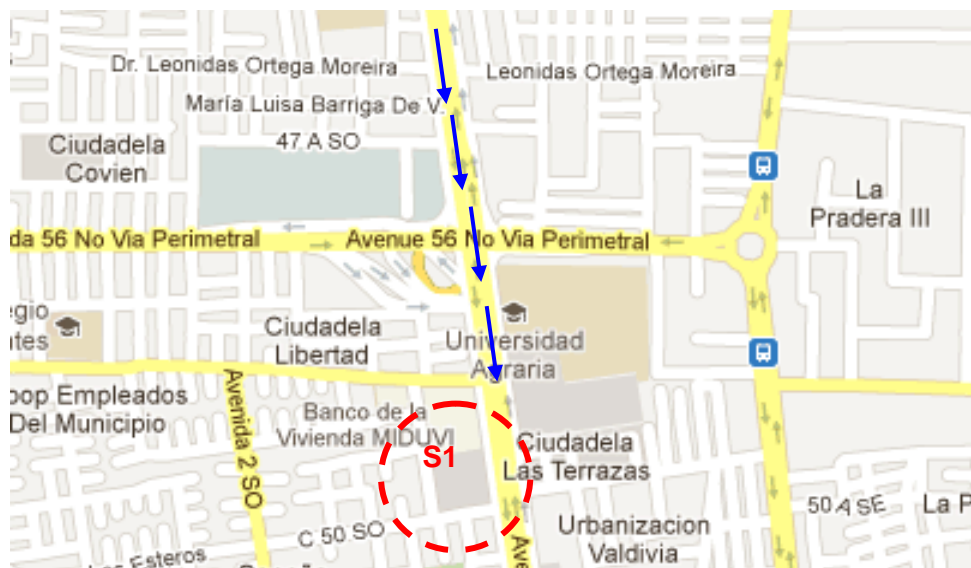 Dr. Leonidas Ortega Moreira
Leonidas Ortega Moreira
María Luisa Barriga De V.
47 A SO
Ciudadela
Covien
La
Pradera III
da 56 No Via Perimetral
Avenue 56 No Via Perimetral
egio
ntes
Ciudadela
Libertad
Universidad
Agraria
oop Empleados
Del Municipio
Avenida 2 SO
Banco de la
Vivienda MIDUVI
S1
Ciudadela
Las Terrazas
50 A SE
La P
C 50 SO
Urbanizacion
Valdivia
Los Esteros
Ave